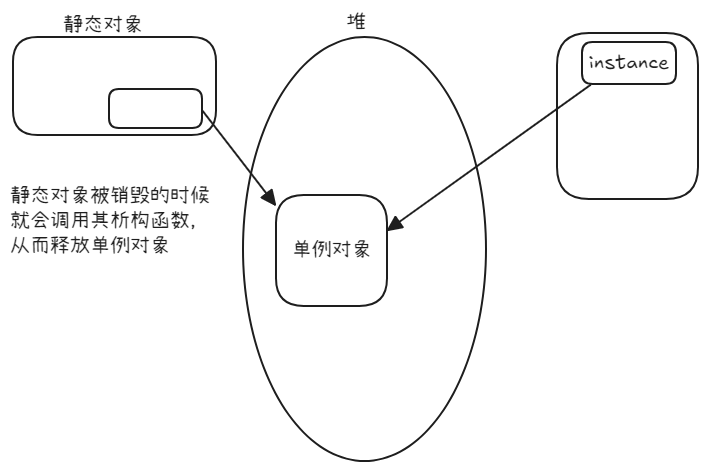 静态对象
堆
instance
静态对象被销毁的时候
就会调用其析构函数,
从而释放单例对象
单例对象